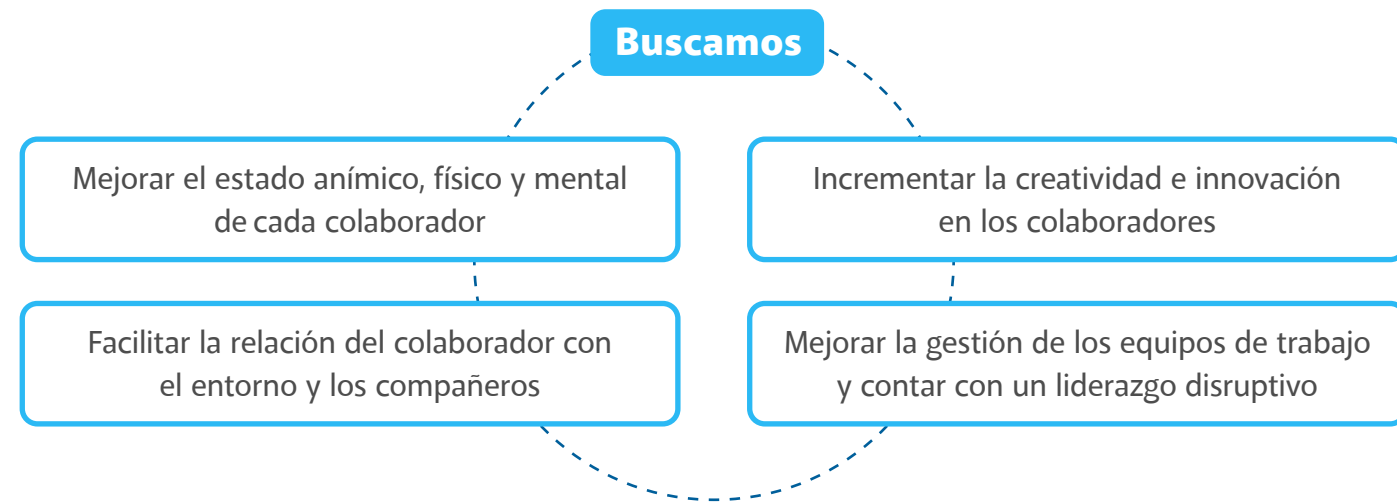 Buscamos
Mejorar el estado anímico, físico y mental
de cada colaborador
Incrementar la creatividad e innovación
en los colaboradores
Facilitar la relación del colaborador con
el entorno y los compañeros
Mejorar la gestión de los equipos de trabajo
y contar con un liderazgo disruptivo